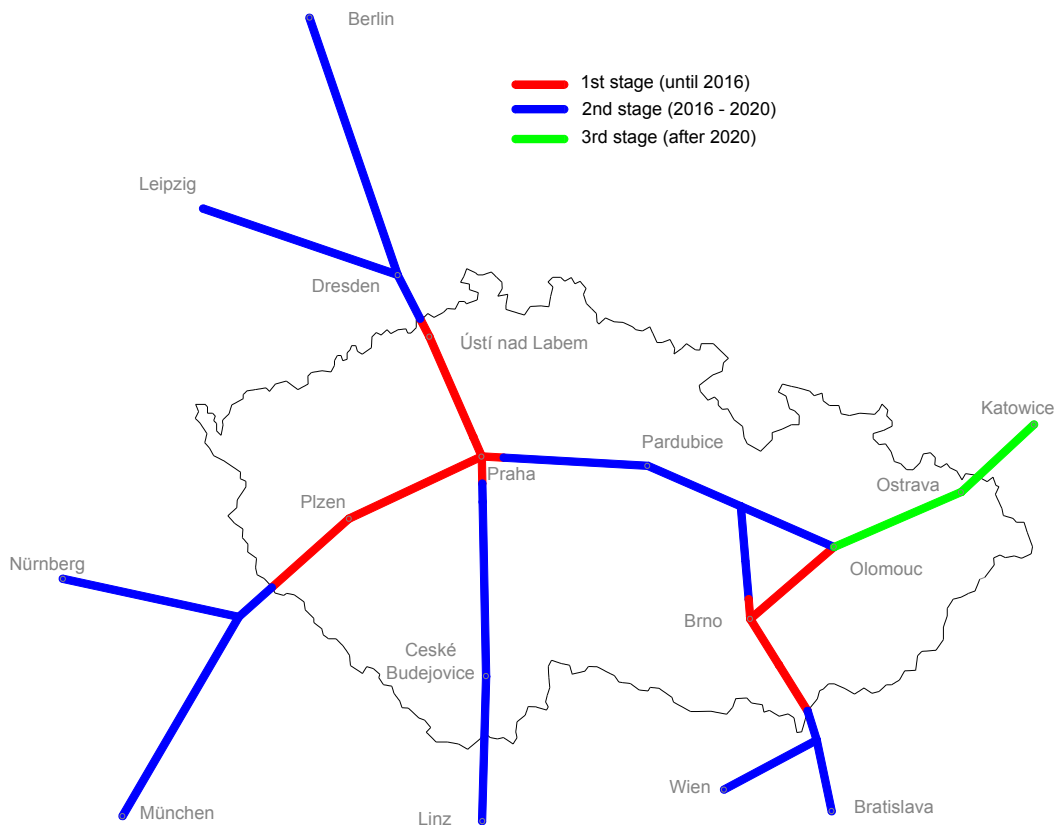 Berlin
1st stage (until 2016)
2nd stage (2016 - 2020)
3rd stage (after 2020)
Leipzig
Dresden
Ústí nad Labem
Katowice
Pardubice
Praha
Ostrava
Plzen
Nürnberg
Olomouc
Brno
Ceské
Budejovice
Wien
München
Linz
Bratislava